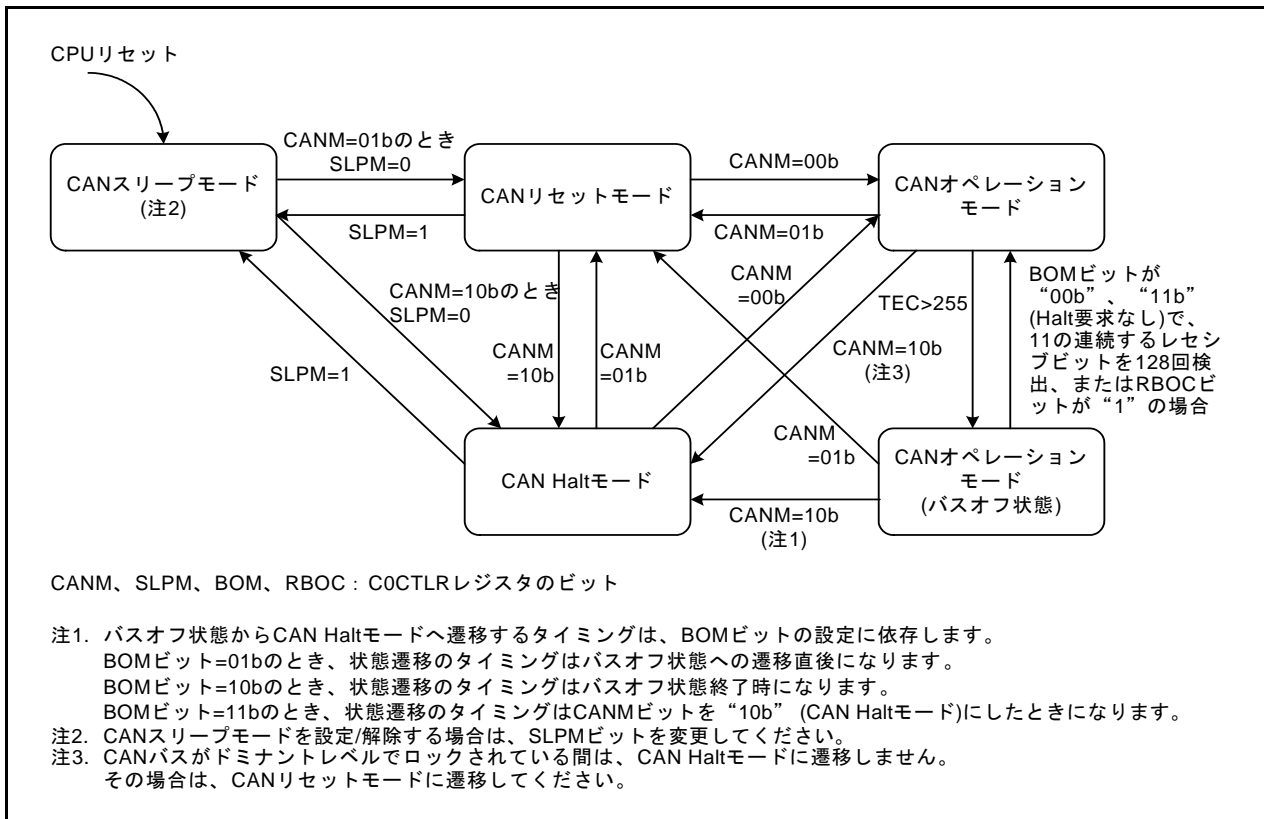 CPUリセット
CANM=01bのとき
SLPM=0
CANM=00b
CANスリープモード
(注2)
CANリセットモード
CANオペレーション
モード
SLPM=1
CANM=01b
CANM=10bのとき
SLPM=0
CANM
=00b
TEC>255
BOMビットが
“00b”、“11b”
(Halt要求なし)で、
11の連続するレセシ
ブビットを128回検
出、またはRBOCビ
ットが“1”の場合
SLPM=1
CANM
=10b
CANM
=01b
CANM=10b
(注3)
CANM
=01b
CAN Haltモード
CANオペレーション
モード
(バスオフ状態)
CANM=10b
(注1)
CANM、SLPM、BOM、RBOC : C0CTLRレジスタのビット
注1. バスオフ状態からCAN Haltモードへ遷移するタイミングは、BOMビットの設定に依存します。
BOMビット=01bのとき、状態遷移のタイミングはバスオフ状態への遷移直後になります。
BOMビット=10bのとき、状態遷移のタイミングはバスオフ状態終了時になります。
BOMビット=11bのとき、状態遷移のタイミングはCANMビットを“10b” (CAN Haltモード)にしたときになります。
注2. CANスリープモードを設定/解除する場合は、SLPMビットを変更してください。
注3. CANバスがドミナントレベルでロックされている間は、CAN Haltモードに遷移しません。
その場合は、CANリセットモードに遷移してください。